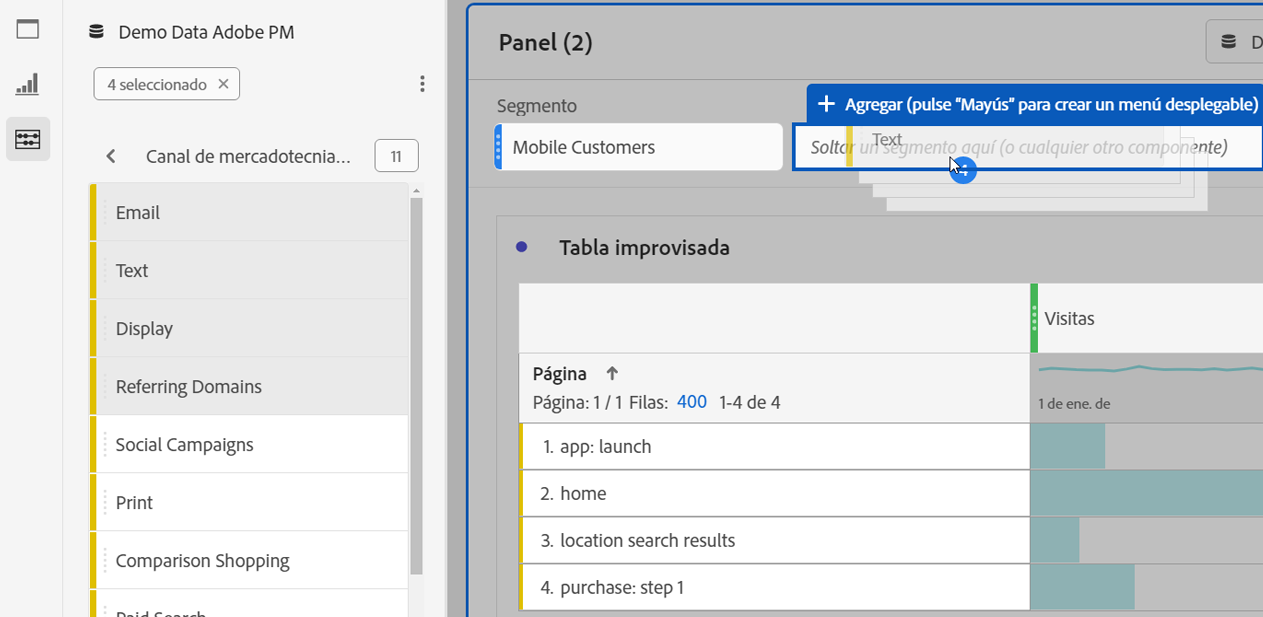 Demo Data Adobe PM
4 seleccionado
Canal de mercadotecnia...
11
Email
Text
Display
Referring Domains
Social Campaigns
Print
Comparison Shopping
Paid Search
Panel (2)
Segmento
Mobile Customers
Agregar (pulse "Mayús" para crear un menú desplegable)
Soltar un segmento aquí (o cualquier otro componente)
Text
4
Tabla improvisada
Visitas
Página
Página: 1 / 1 Filas: 400 1-4 de 4
1 de ene. de
1. app: launch
2. home
3. location search results
4. purchase: step 1